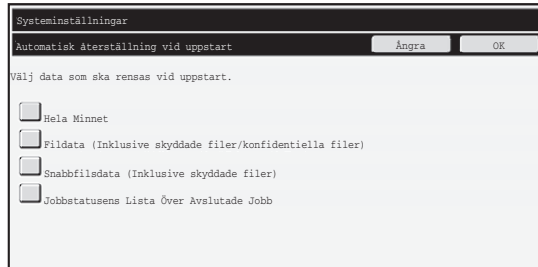 Systeminställningar
Automatisk återställning vid uppstart
Ångra
OK
Välj data som ska rensas vid uppstart.
Hela Minnet
Fildata (Inklusive skyddade filer/konfidentiella filer)
Snabbfilsdata (Inklusive skyddade filer)
Jobbstatusens Lista Över Avslutade Jobb